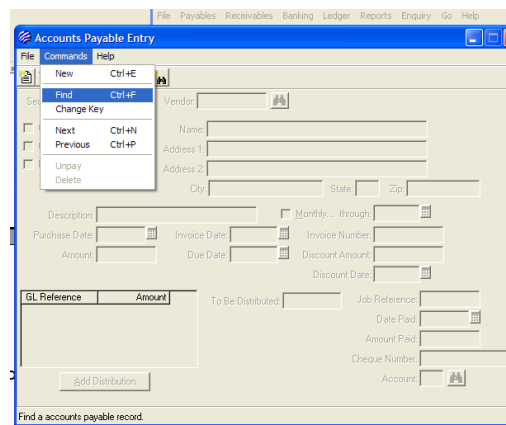 File Payables Receivables Banking Ledger Reports Enquiry Go Help
Accounts Payable Entry
File Commands Help
New Ctrl+E
Find Ctrl+F
Change Key
Next Ctrl+N
Previous Ctrl+P
Unpay
Delete
Vendor:
Name:
Address 1:
Address 2:
City: State: Zip:
Description: Monthly... through:
Purchase Date: Invoice Date: Invoice Number:
Amount: Due Date: Discount Amount:
Discount Date:
GL Reference Amount To Be Distributed: Job Reference:
Date Paid:
Amount Paid:
Cheque Number:
Add Distribution Account:
Find a accounts payable record.